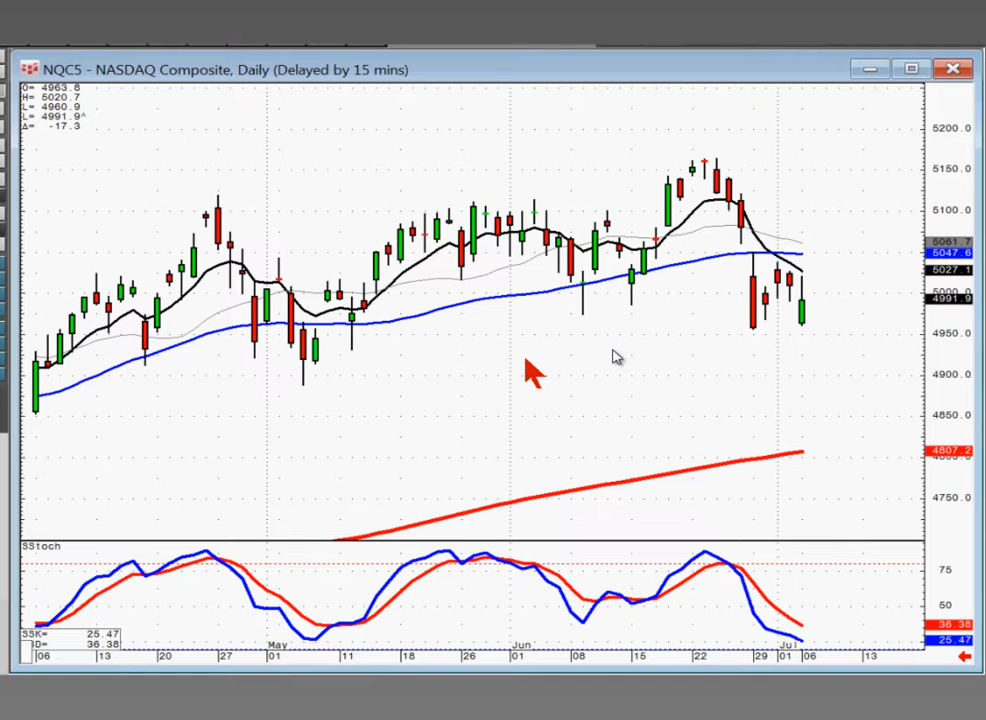 NQC5 - NASDAQ Composite, Daily (Delayed by 15 mins)
O= 4963.8
H= 5020.7
L= 4960.9
L= 4991.9^
Δ= -17.3
5200.0
5150.0
5100.0
5061.7
5047.6
5027.1
5000.0
4991.9
4950.0
4900.0
4850.0
4807.2
4800.0
4750.0
SStoch
75
50
36.38
25.47
SSK= 25.47
SD= 36.38
May
Jun
Jul
06
13
20
27
01
11
18
26
01
08
15
22
29
01
06
13